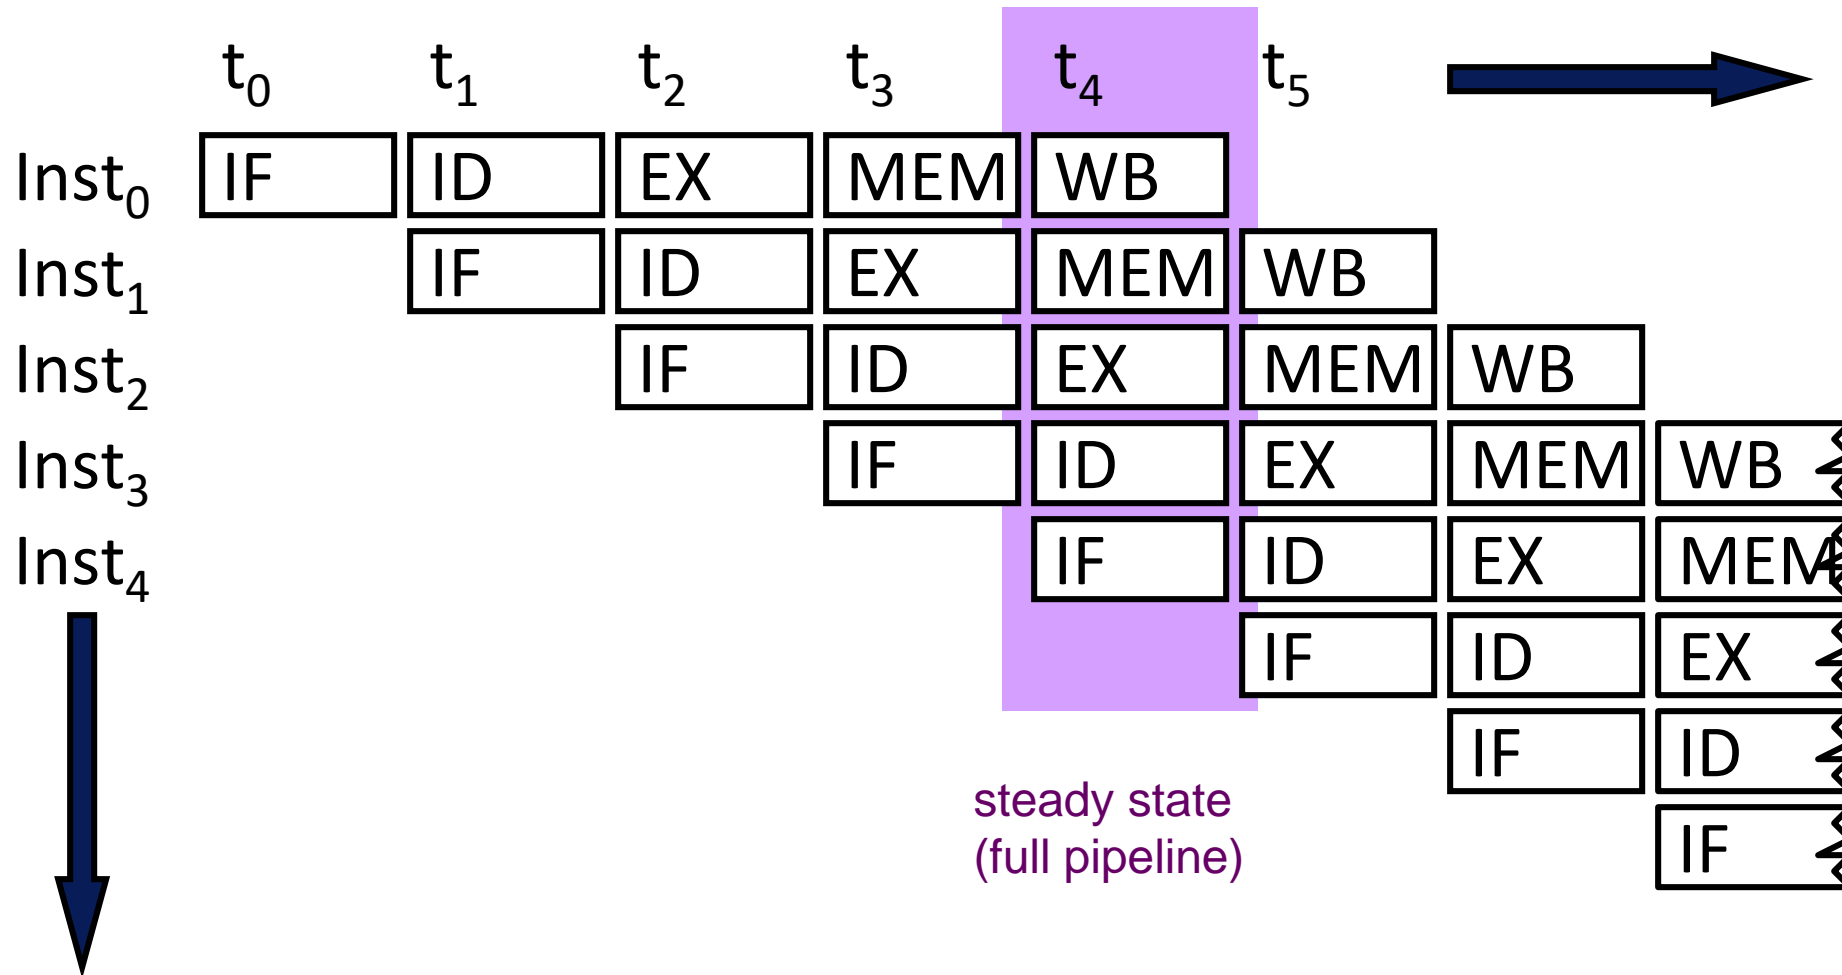 t0 t1 t2 t3 t4 t5
Inst0 IF ID EX MEM WB
Inst1 IF ID EX MEM WB
Inst2 IF ID EX MEM WB
Inst3 IF ID EX MEM WB
Inst4 IF ID EX MEM
IF ID EX
IF ID
IF
steady state
(full pipeline)